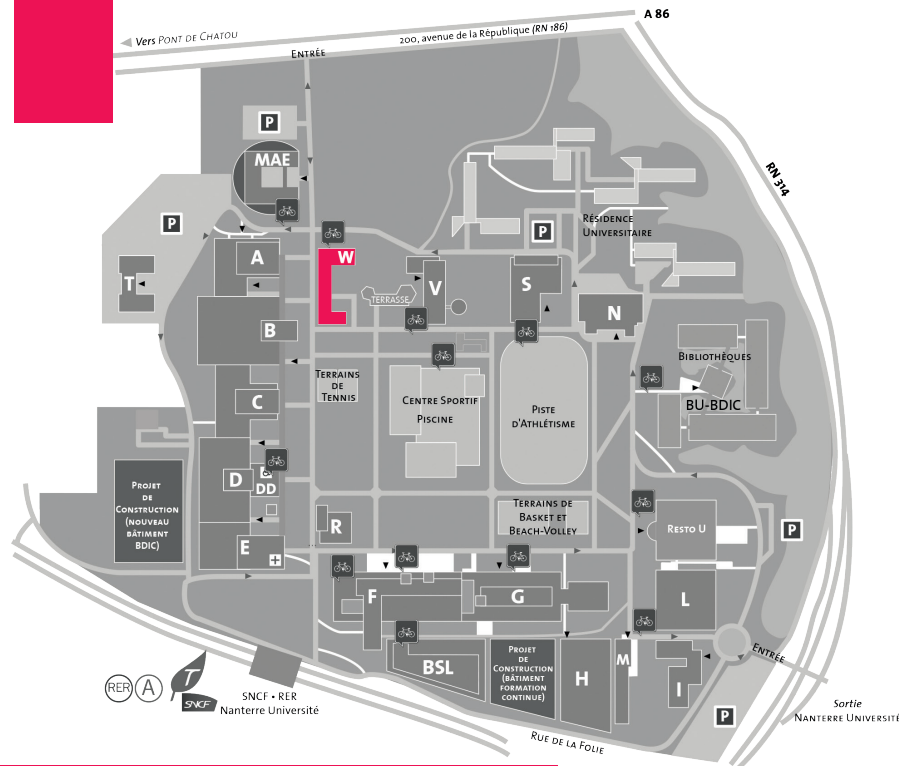 A 86
Vers PONT DE CHATOU
200, avenue de la République (RN 186)
ENTRÉE
P
MAE
RN 314
P
P
RÉSIDENCE
UNIVERSITAIRE
A
W
T
V
S
TERRASSE
N
B
BIBLIOTHÈQUES
TERRAINS
DE
TENNIS
CENTRE SPORTIF
PISCINE
PISTE
D'ATHLÉTISME
BU-BDIC
C
D
DD
PROJET
DE
CONSTRUCTION
(NOUVEAU
BÂTIMENT
BDIC)
R
TERRAINS DE
BASKET ET
BEACH-VOLLEY
RESTO U
P
E
F
G
L
BSL
PROJET
DE
CONSTRUCTION
(BÂTIMENT
FORMATION
CONTINUE)
H
M
I
ENTRÉE
RER A T
SNCF
SNCF • RER
Nanterre Université
P
Sortie
NANTERRE UNIVERSITÉ
RUE DE LA FOLIE